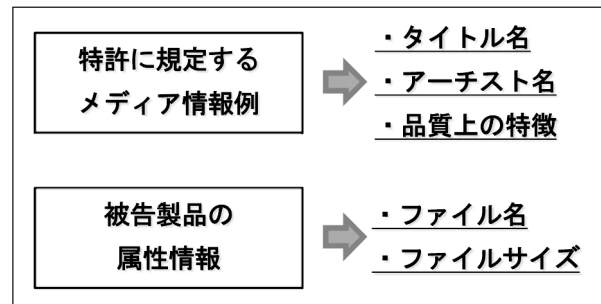 特許に規定する
メディア情報例
・タイトル名
・アーチスト名
・品質上の特徴
被告製品の
属性情報
・ファイル名
・ファイルサイズ